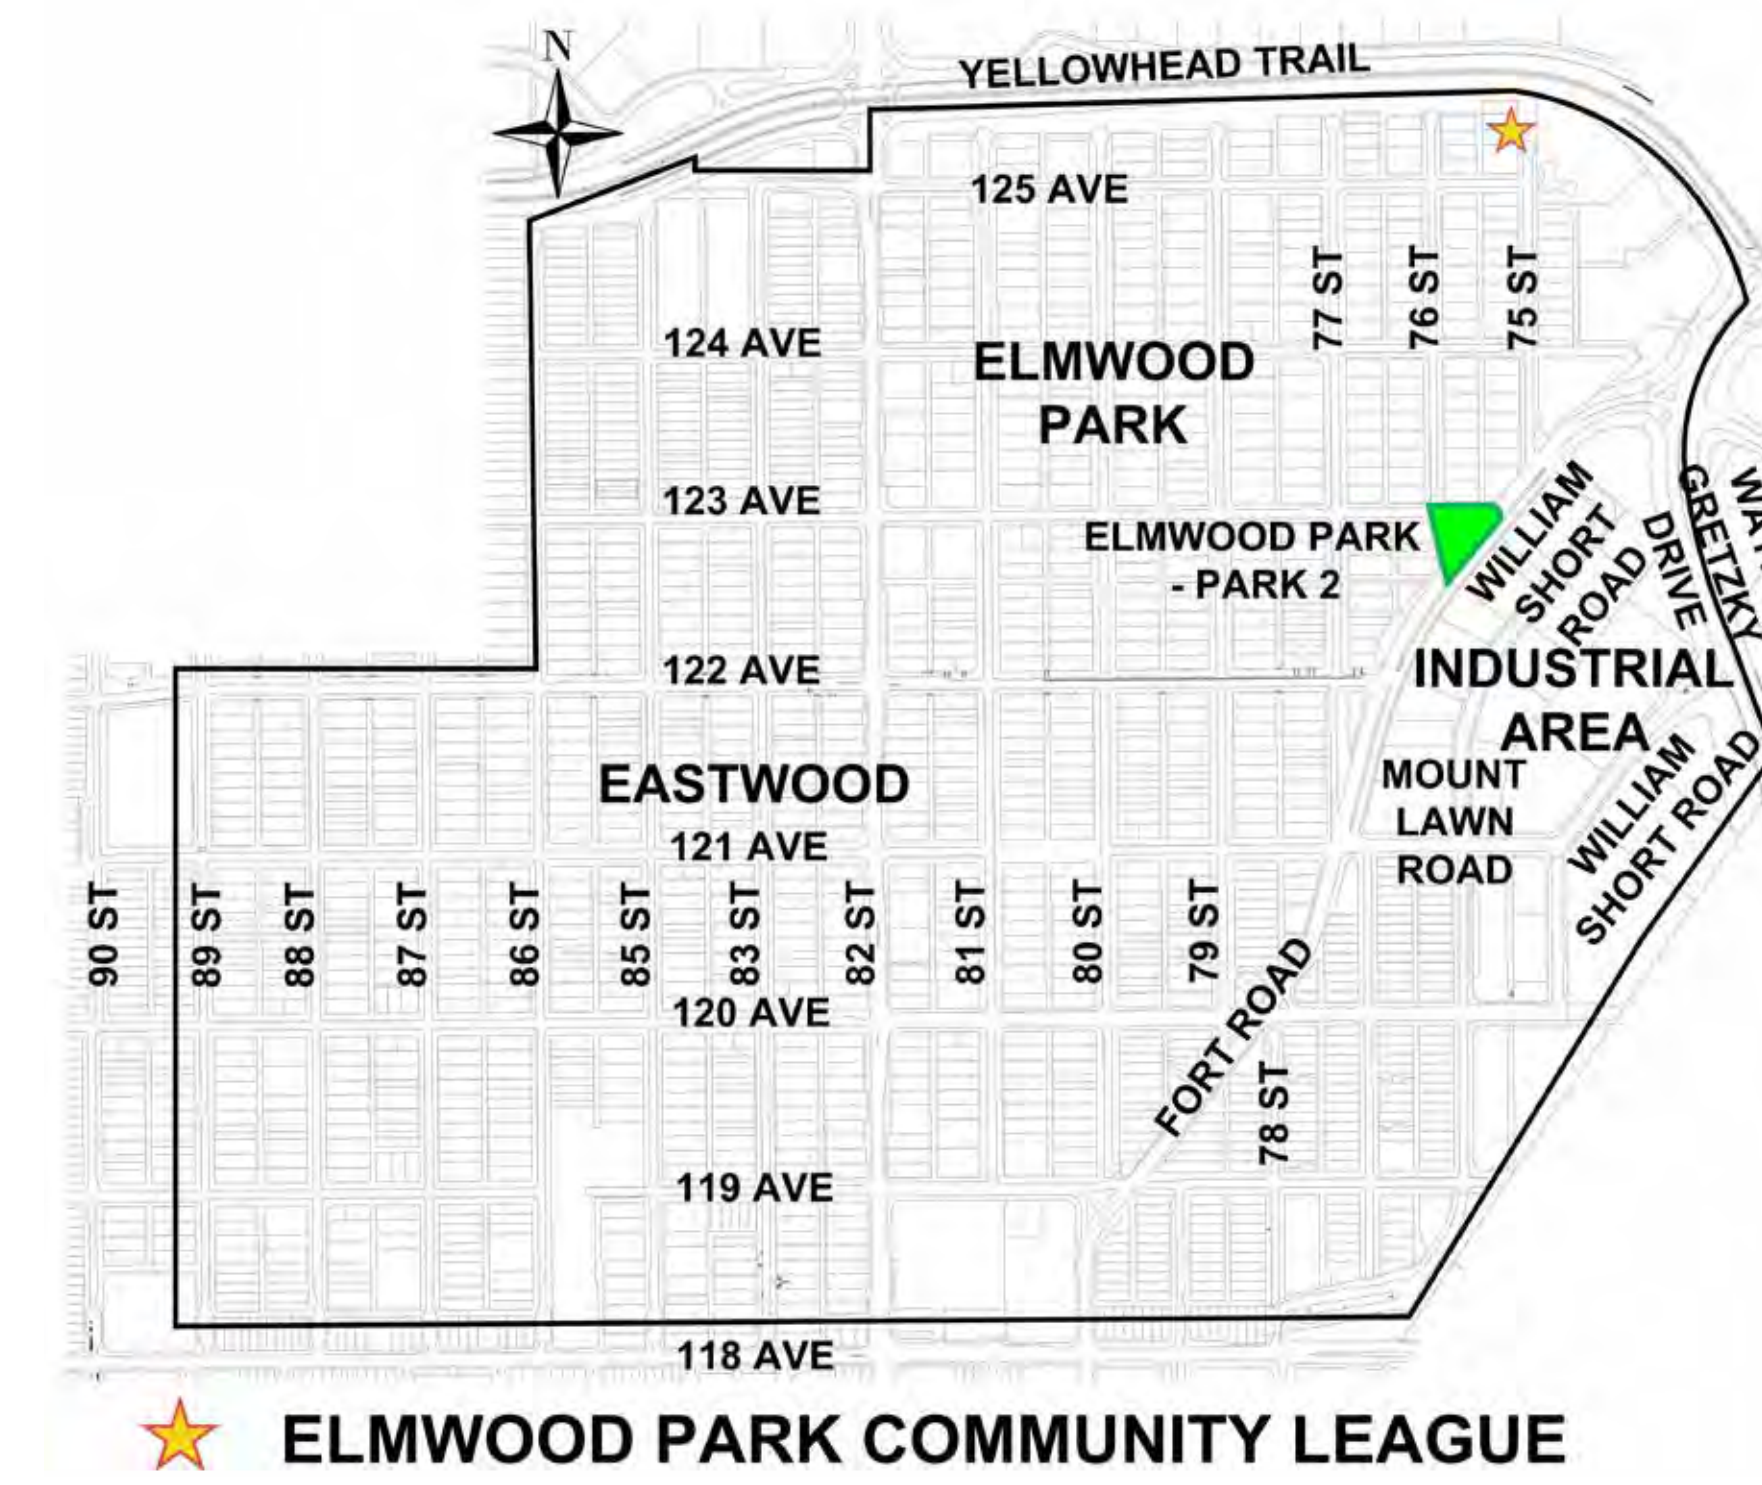 N
YELLOWHEAD TRAIL
125 AVE
77 ST
76 ST
75 ST
124 AVE
ELMWOOD
PARK
123 AVE
ELMWOOD PARK
- PARK 2
WILLIAM
SHORT
ROAD
GRETZKY
DRIVE
122 AVE
INDUSTRIAL
AREA
EASTWOOD
MOUNT
LAWN
ROAD
WILLIAM
SHORT ROAD
121 AVE
90 ST
89 ST
88 ST
87 ST
86 ST
85 ST
83 ST
82 ST
81 ST
80 ST
79 ST
120 AVE
FORT ROAD
78 ST
119 AVE
118 AVE
ELMWOOD PARK COMMUNITY LEAGUE